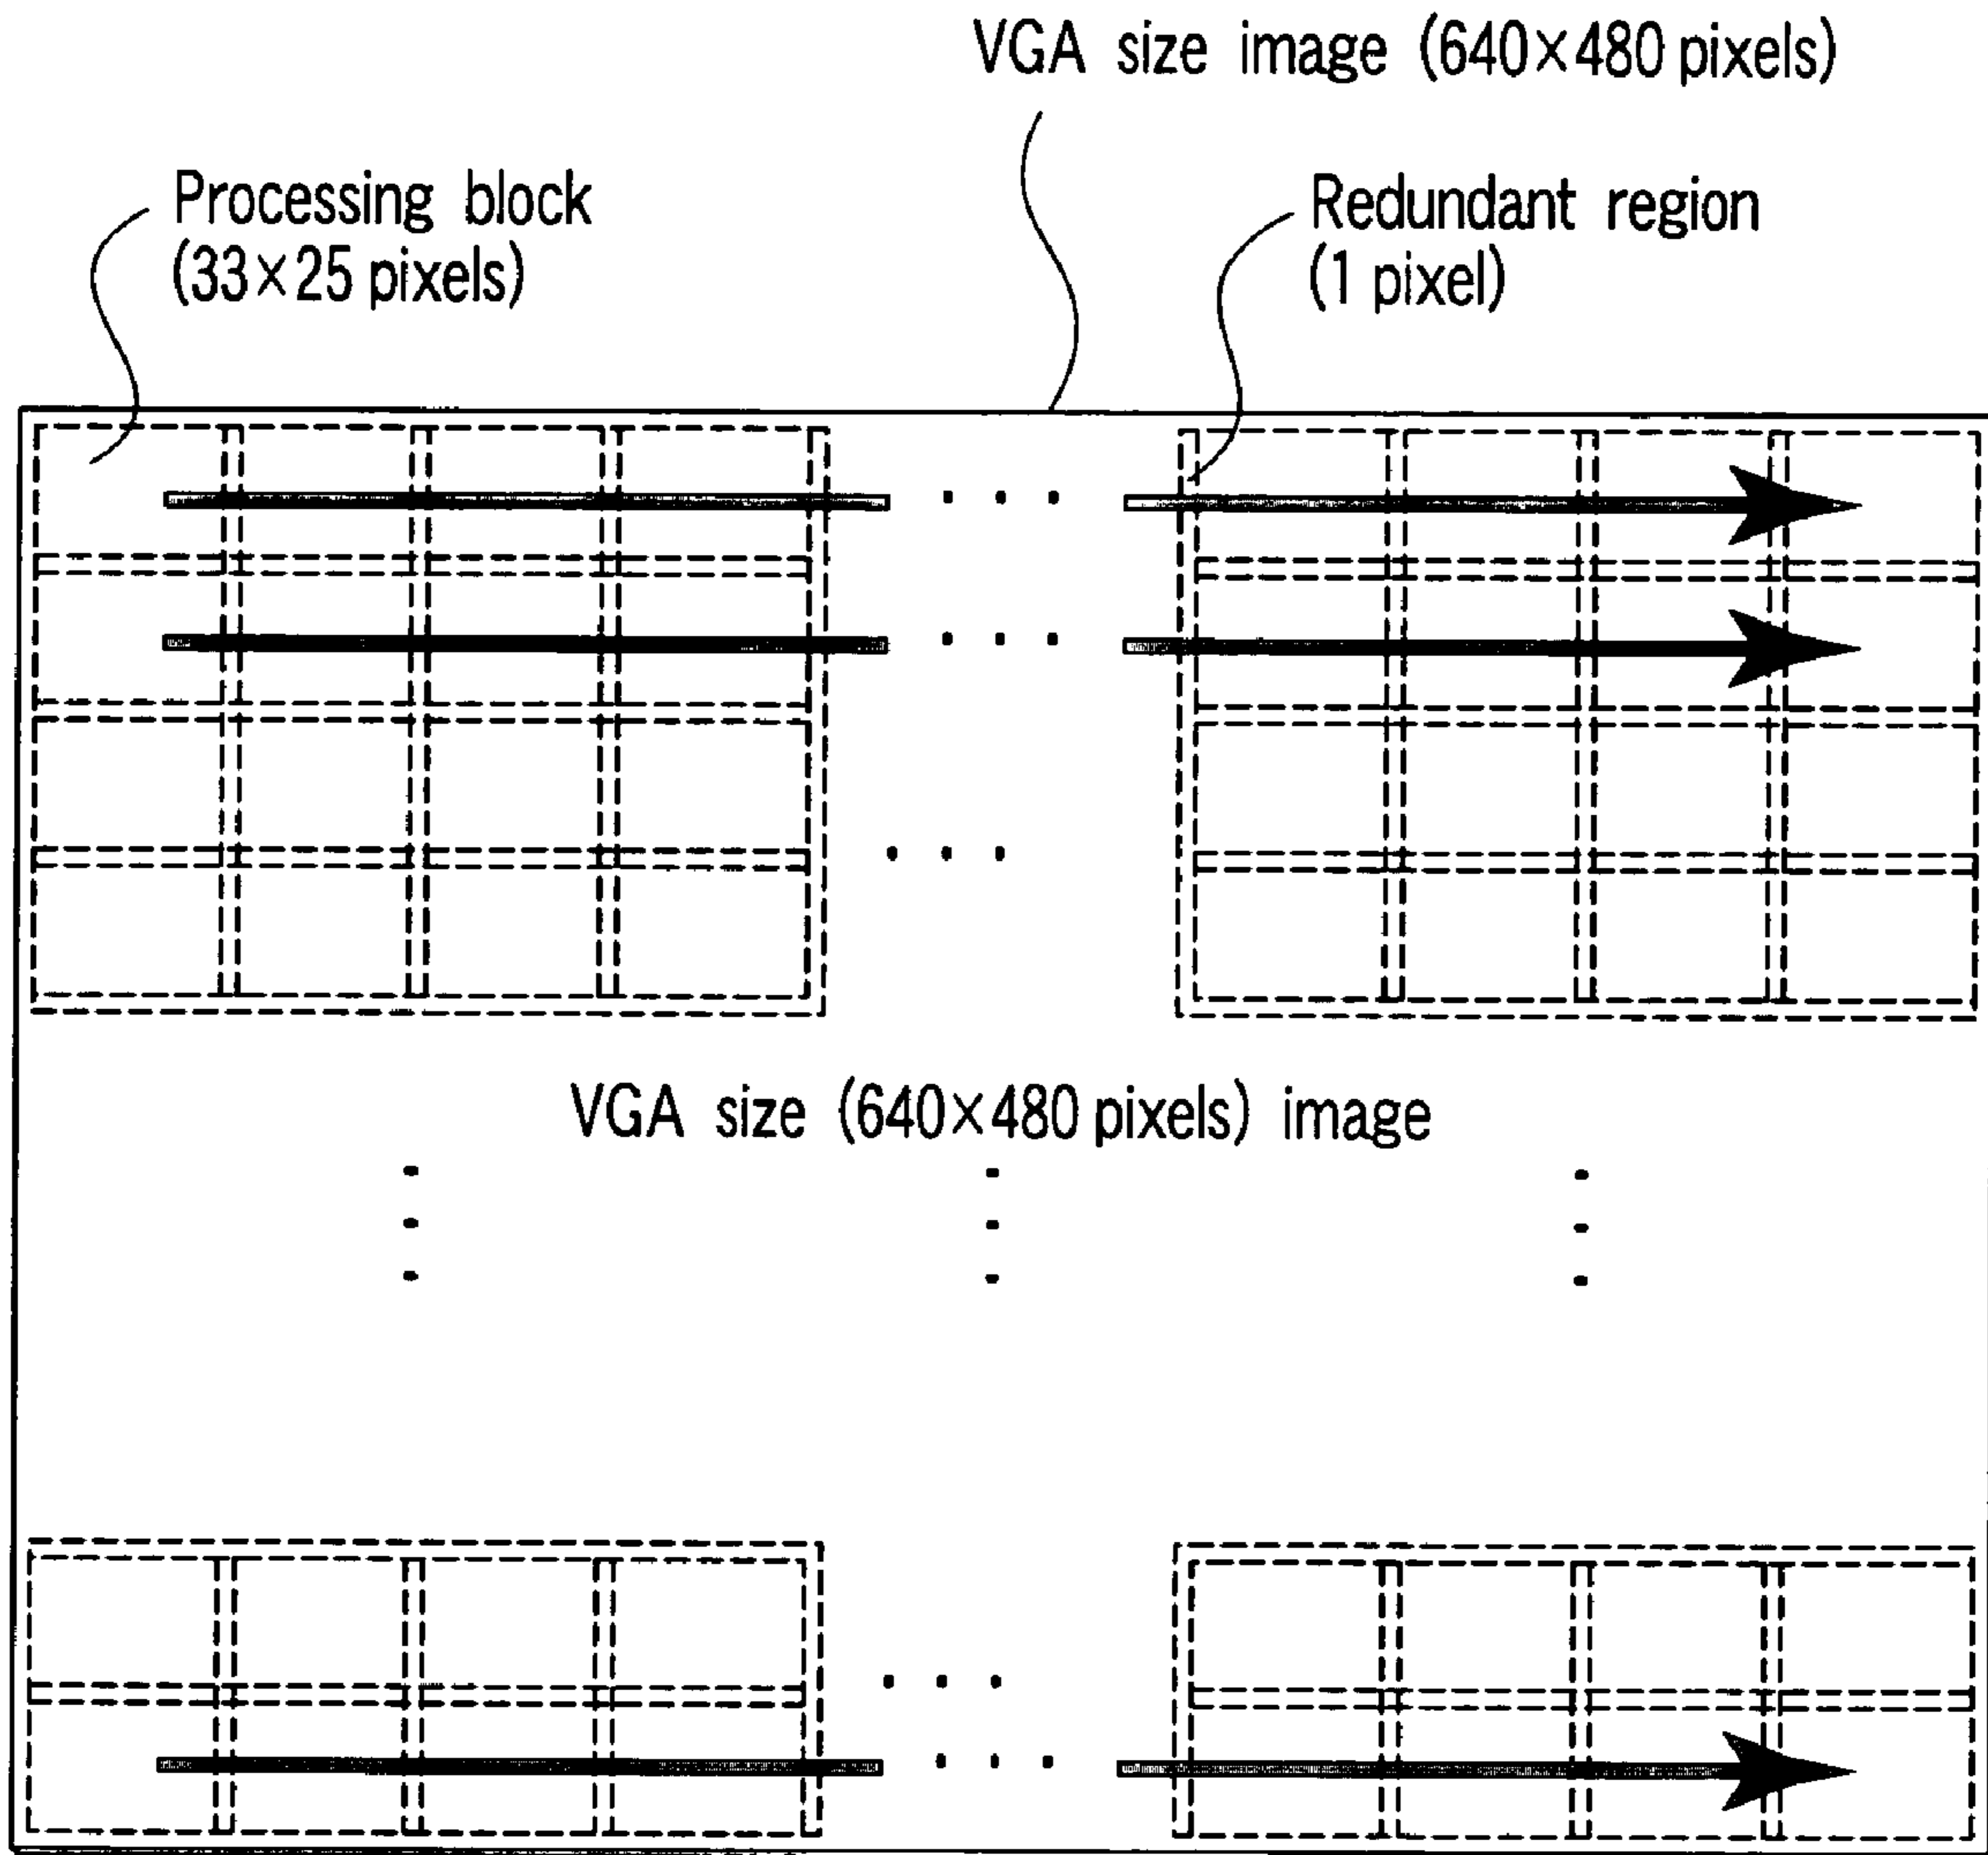 VGA size image (640×480 pixels)
Processing block
(33×25 pixels)
Redundant region
(1 pixel)
VGA size (640×480 pixels) image